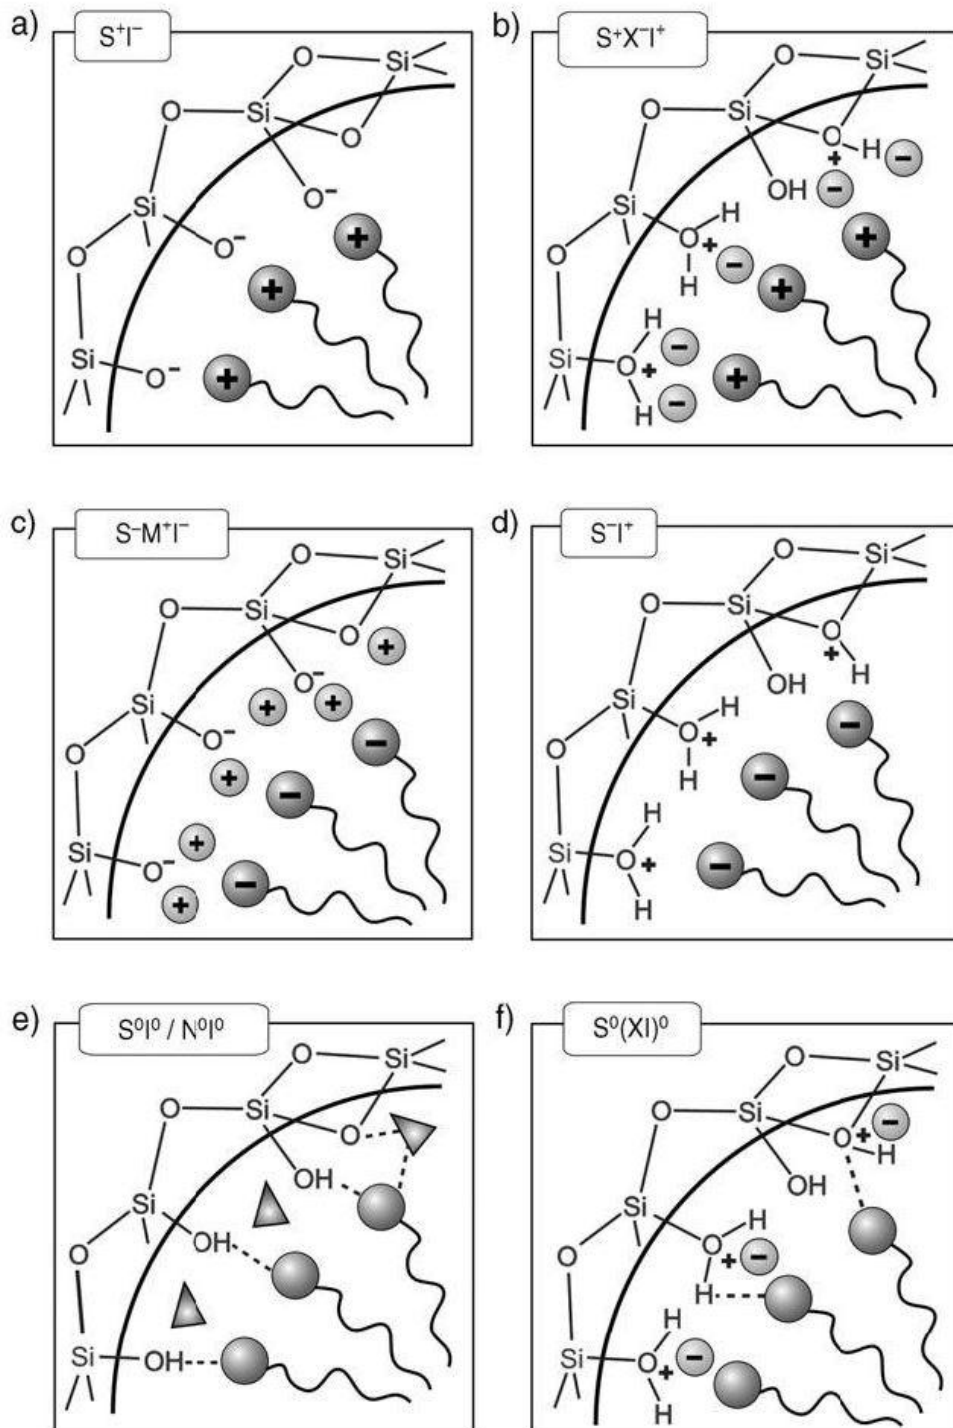 a) S⁺I⁻
O Si
O Si O
O⁻
Si
O O⁻
+
+
Si O⁻ +
b) S⁺X⁻I⁺
O Si
O Si O H −
+
OH −
Si H
O + +
O −
H − +
H
Si O + − +
H −
c) S⁻M⁺I⁻
O Si
O Si O +
O⁻ +
Si +
O O⁻ −
+ −
+
Si O⁻ −
+
d) S⁻I⁺
O Si
O Si O
+ H
OH
Si H
O + −
O
H −
H
Si O + −
H
e) S⁰I⁰ / N⁰I⁰
O Si
O Si O
OH
Si
O OH
Si OH
f) S⁰(XI)⁰
O Si
Si O + −
O H
OH
Si H
O O + −
H
H
Si O + −
H